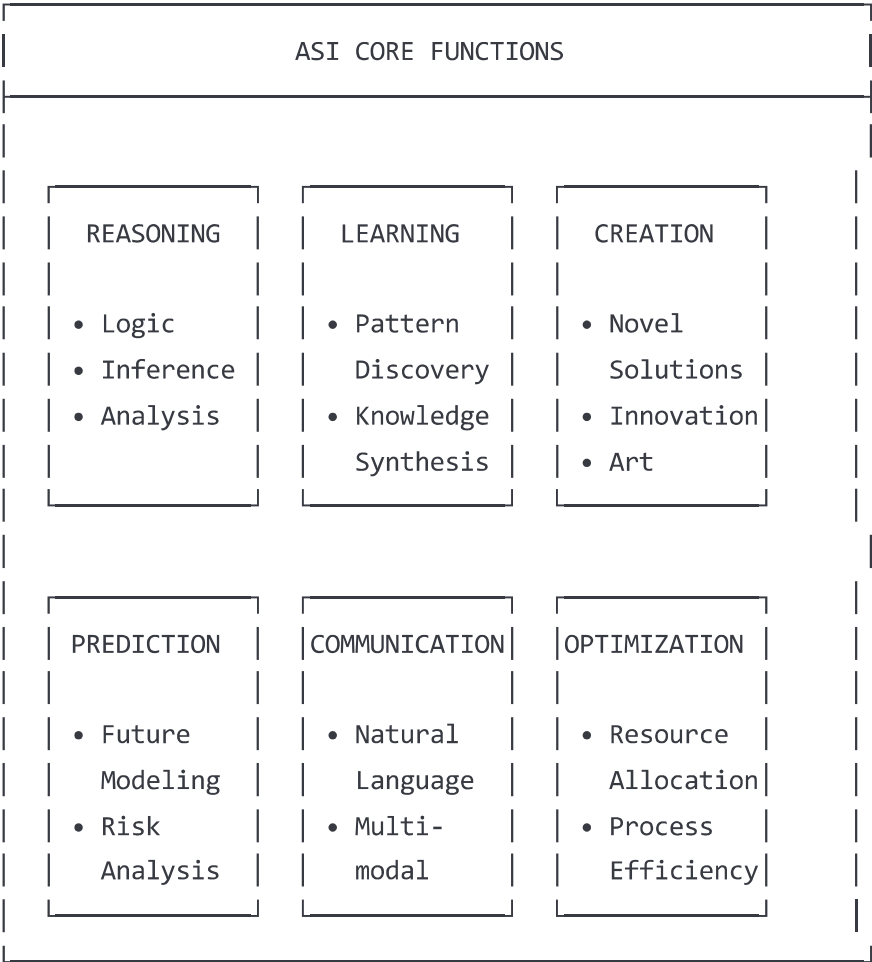 ASI CORE FUNCTIONS
REASONING
• Logic
• Inference
• Analysis
LEARNING
• Pattern
Discovery
• Knowledge
Synthesis
CREATION
• Novel
Solutions
• Innovation
• Art
PREDICTION
• Future
Modeling
• Risk
Analysis
COMMUNICATION
• Natural
Language
• Multi-
modal
OPTIMIZATION
• Resource
Allocation
• Process
Efficiency